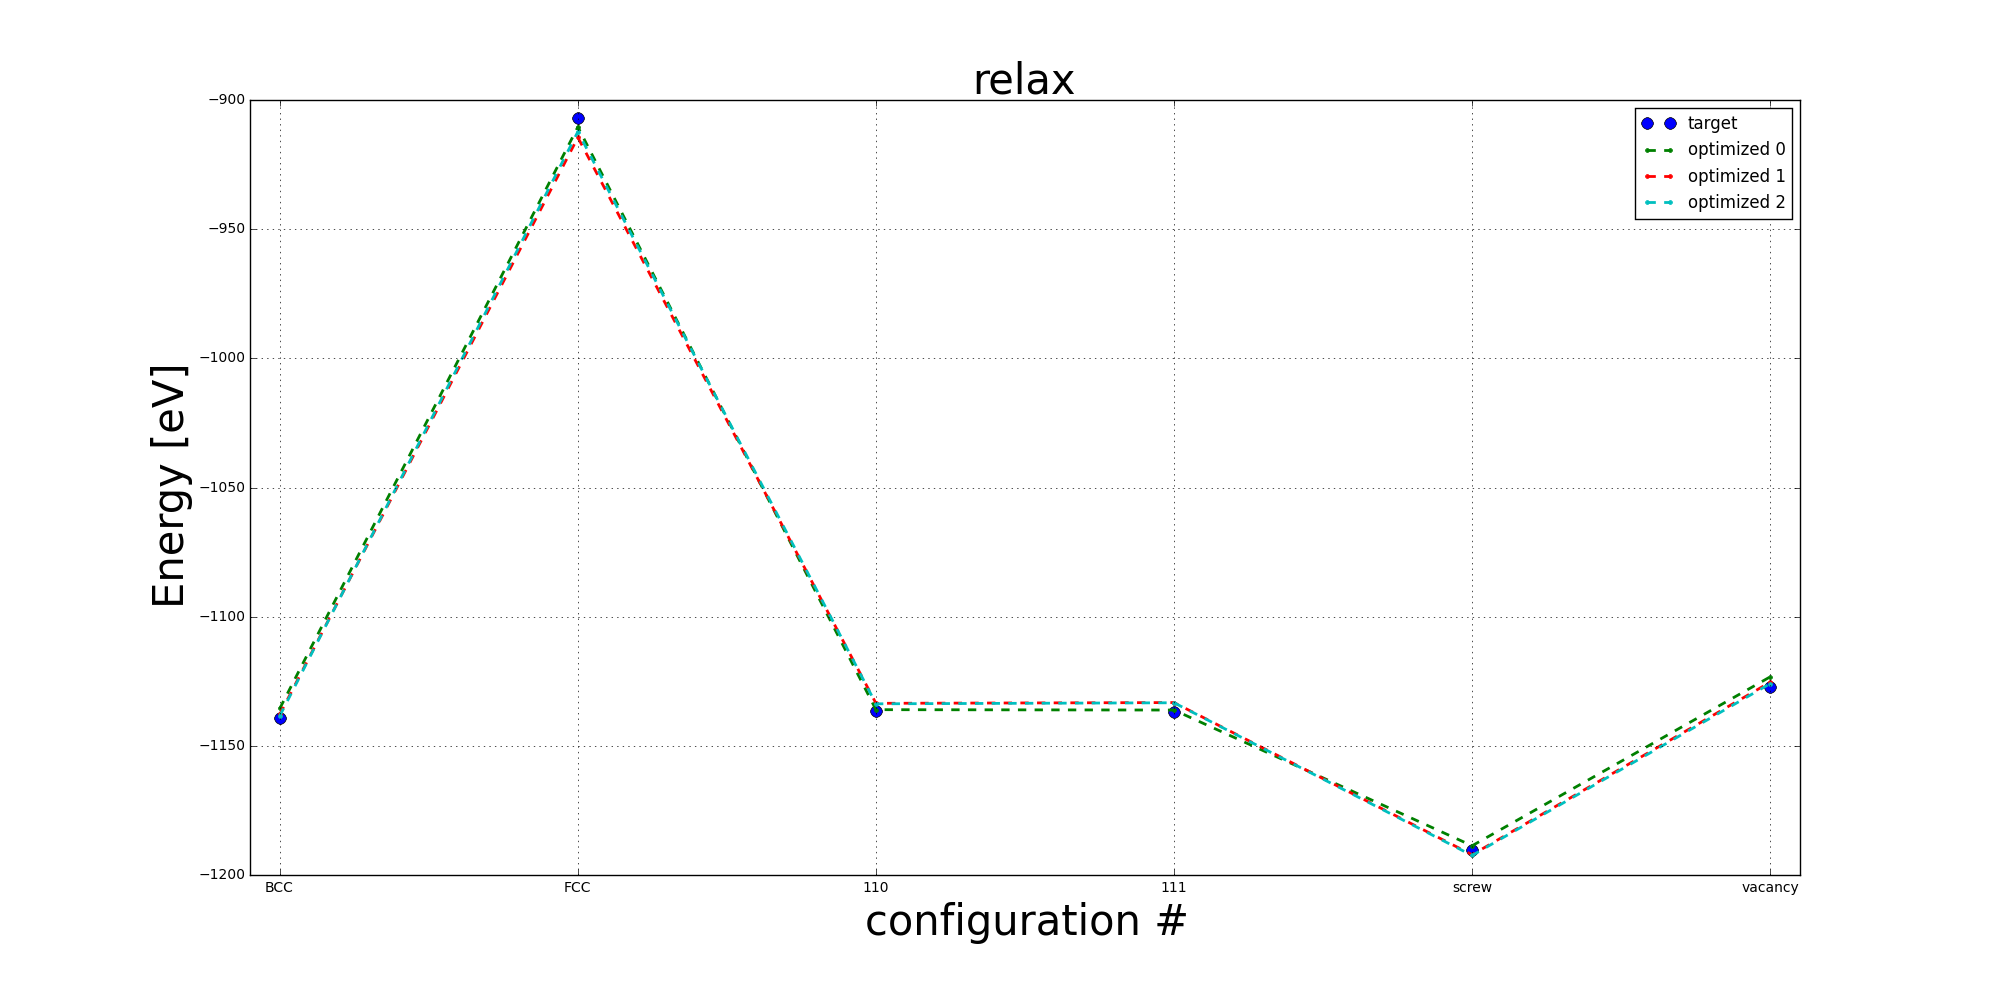 relax
Energy [eV]
−900
−950
−1000
−1050
−1100
−1150
−1200
target
optimized 0
optimized 1
optimized 2
BCC
FCC
110
111
screw
vacancy
configuration #